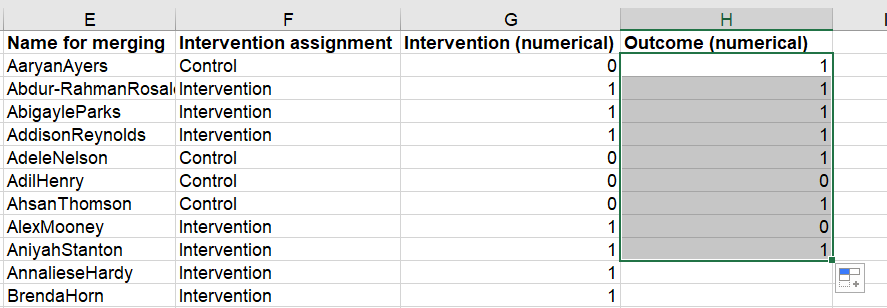 E F G H
Name for merging Intervention assignment Intervention (numerical) Outcome (numerical)
AaryanAyers Control 0 1
Abdur-RahmanRosal Intervention 1 1
AbigayleParks Intervention 1 1
AddisonReynolds Intervention 1 1
AdeleNelson Control 0 1
AdilHenry Control 0 0
AhsanThomson Control 0 1
AlexMooney Intervention 1 0
AniyahStanton Intervention 1 1
AnnalieseHardy Intervention 1
BrendaHorn Intervention 1